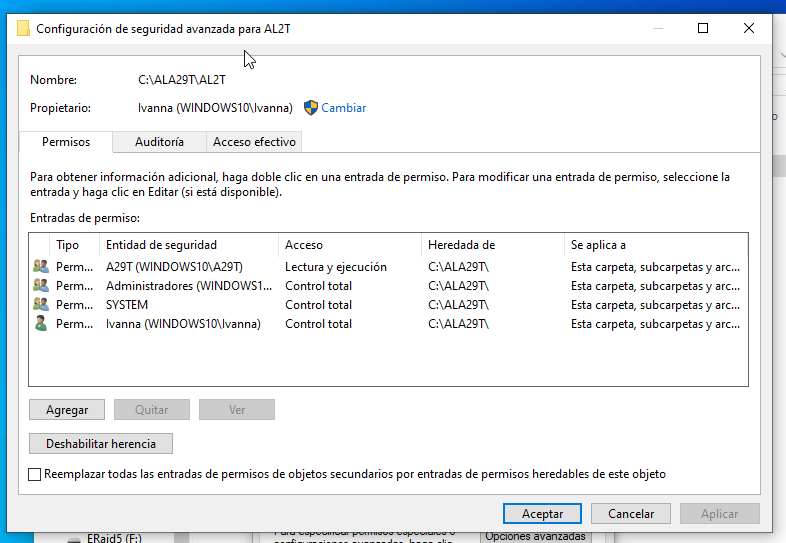 Configuración de seguridad avanzada para AL2T
Nombre: C:\ALA29T\AL2T
Propietario: Ivanna (WINDOWS10\Ivanna) Cambiar
Permisos Auditoría Acceso efectivo
Para obtener información adicional, haga doble clic en una entrada de permiso. Para modificar una entrada de permiso, seleccione la
entrada y haga clic en Editar (si está disponible).
Entradas de permiso:
Tipo Entidad de seguridad Acceso Heredada de Se aplica a
Perm... A29T (WINDOWS10\A29T) Lectura y ejecución C:\ALA29T\ Esta carpeta, subcarpetas y arc...
Perm... Administradores (WINDOWS1... Control total C:\ALA29T\ Esta carpeta, subcarpetas y arc...
Perm... SYSTEM Control total C:\ALA29T\ Esta carpeta, subcarpetas y arc...
Perm... Ivanna (WINDOWS10\Ivanna) Control total C:\ALA29T\ Esta carpeta, subcarpetas y arc...
Agregar Quitar Ver
Deshabilitar herencia
Reemplazar todas las entradas de permisos de objetos secundarios por entradas de permisos heredables de este objeto
Aceptar Cancelar Aplicar
ERaid5 (F:) Para especificar permisos especiales o Opciones avanzadas